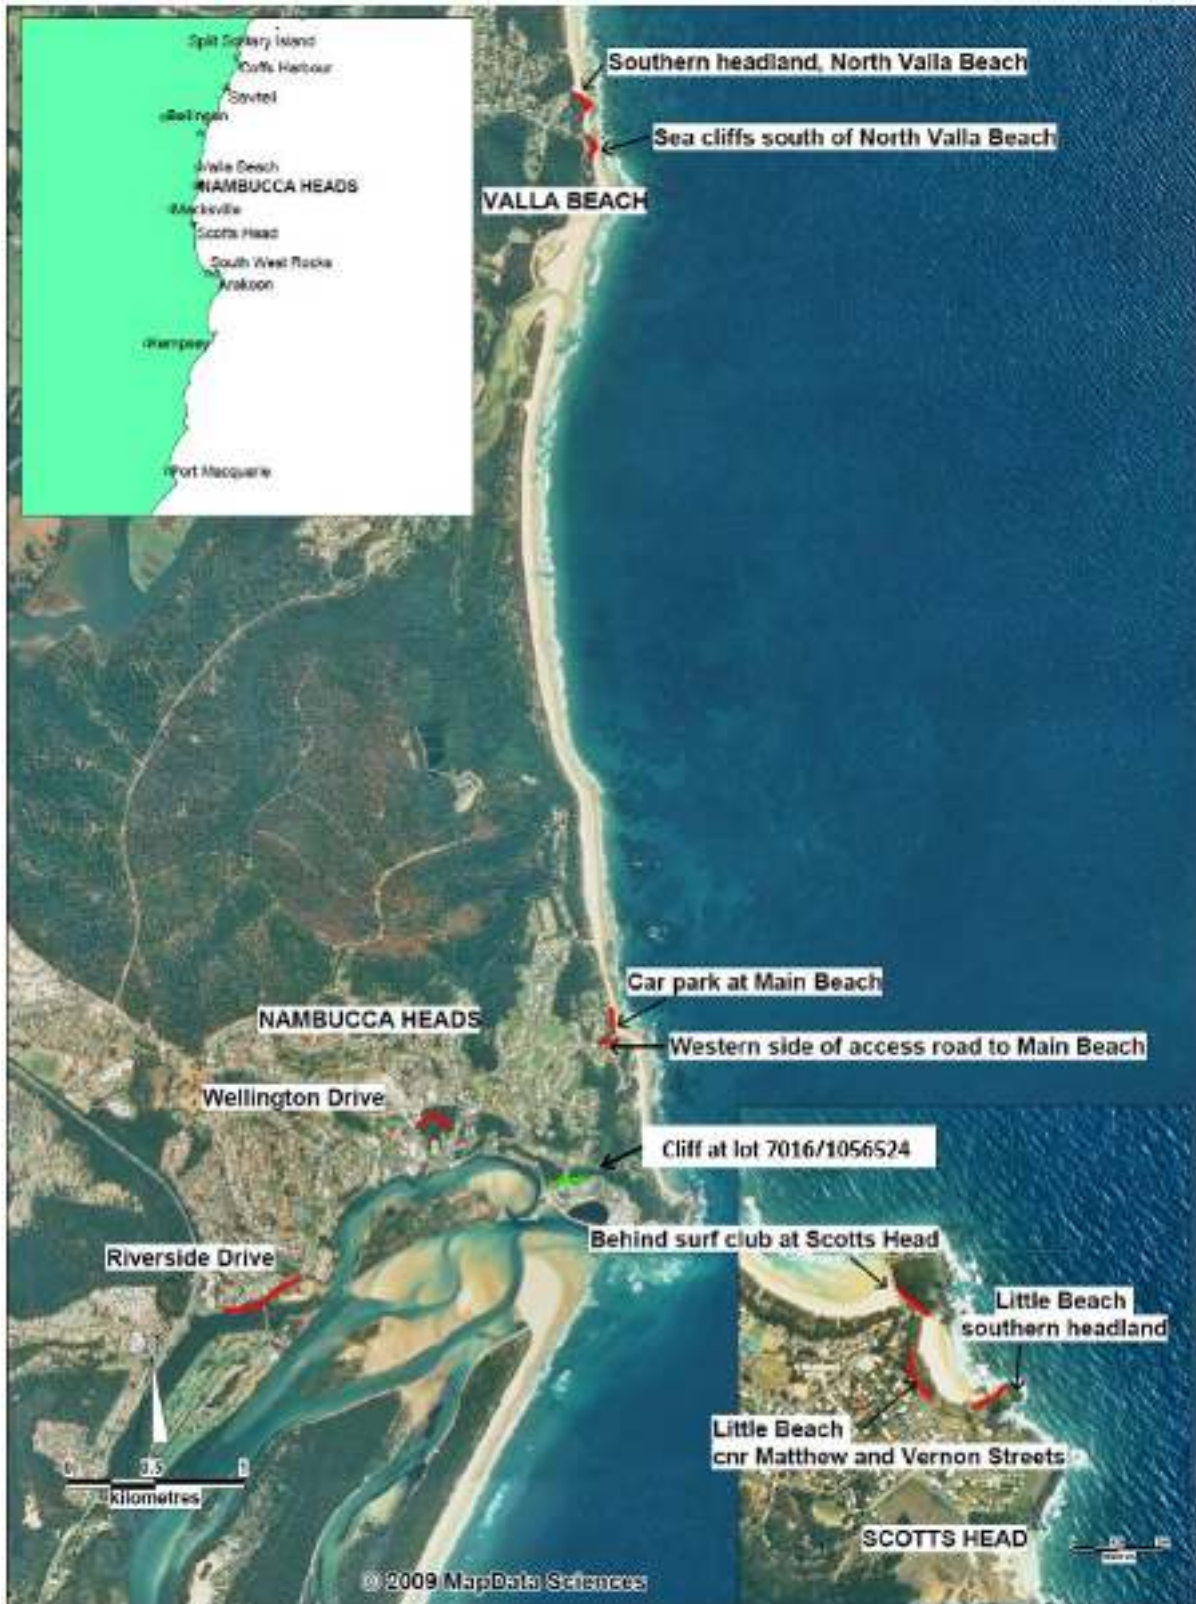 Split Solitary Island
Coffs Harbour
Sawtell
Bellingen
Valla Beach
NAMBUCCA HEADS
Macksville
Scotts Head
South West Rocks
Arakoon
Kempsey
Port Macquarie
Southern headland, North Valla Beach
Sea cliffs south of North Valla Beach
VALLA BEACH
Car park at Main Beach
NAMBUCCA HEADS
Western side of access road to Main Beach
Wellington Drive
Cliff at lot 7016/1056524
Behind surf club at Scotts Head
Riverside Drive
Little Beach
southern headland
Little Beach
cnr Matthew and Vernon Streets
0 0.5 1
kilometres
SCOTTS HEAD
© 2009 MapData Sciences